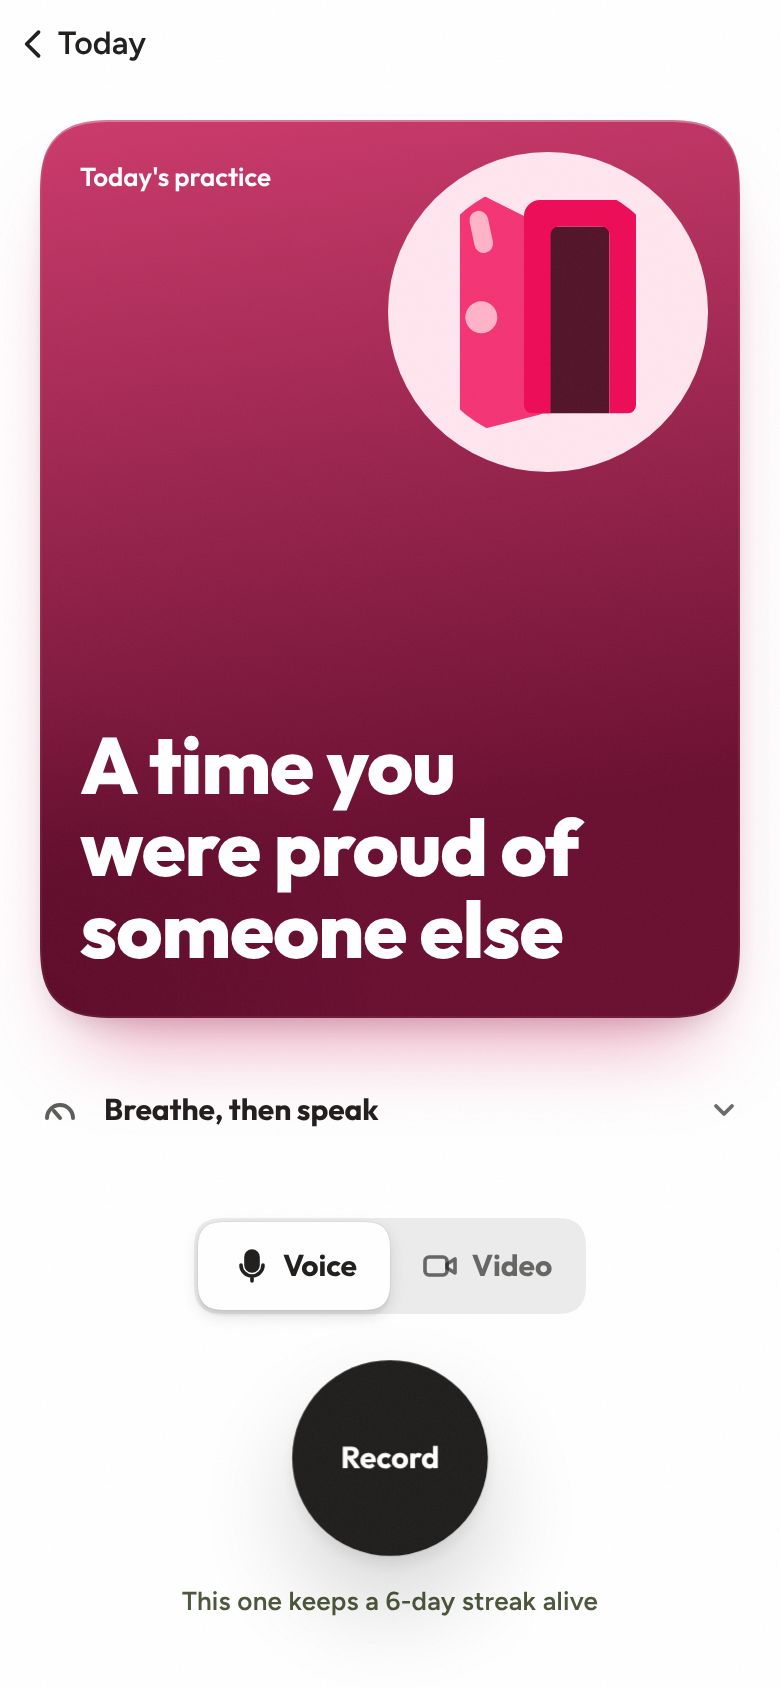 Today
Today's practice
A time you
were proud of
someone else
Breathe, then speak
Voice
Video
Record
This one keeps a 6-day streak alive